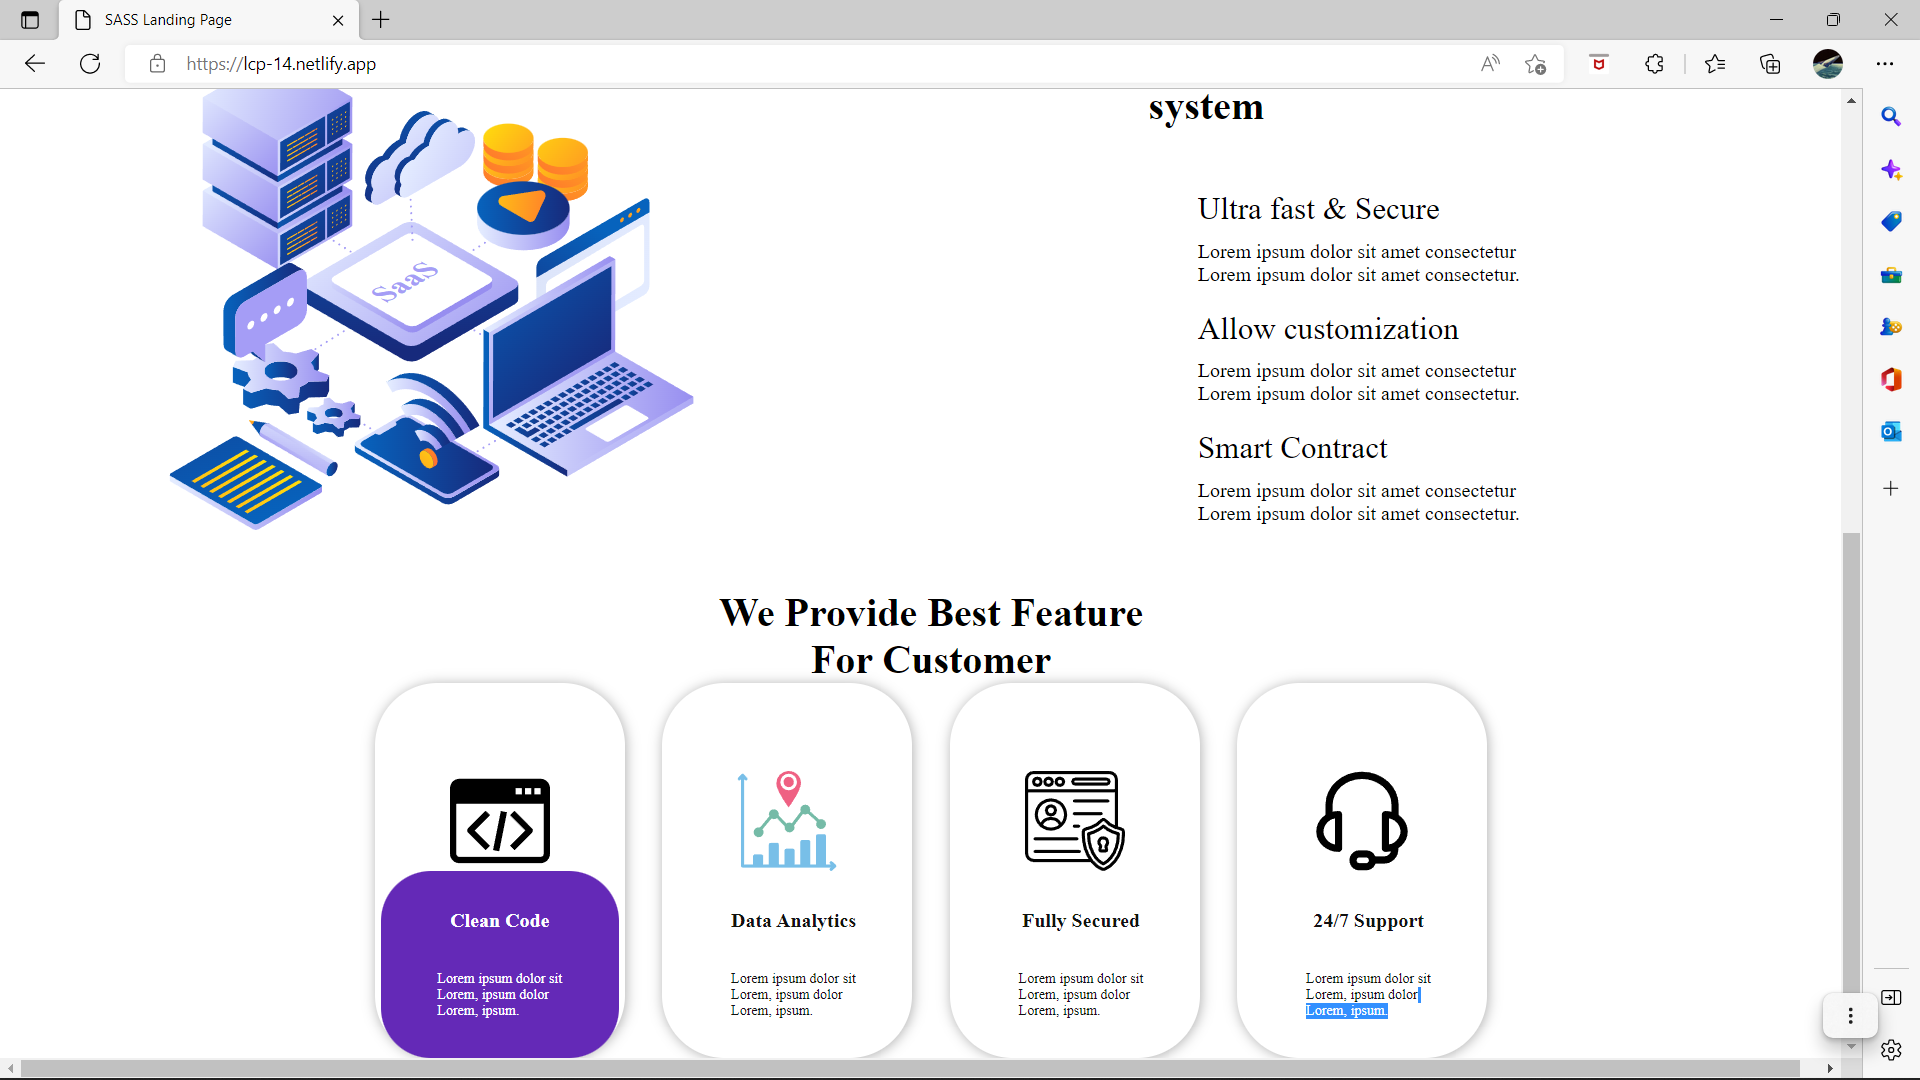 SASS Landing Page
https://lcp-14.netlify.app
system
SaaS
Ultra fast & Secure
Lorem ipsum dolor sit amet consectetur
Lorem ipsum dolor sit amet consectetur.
Allow customization
Lorem ipsum dolor sit amet consectetur
Lorem ipsum dolor sit amet consectetur.
Smart Contract
Lorem ipsum dolor sit amet consectetur
Lorem ipsum dolor sit amet consectetur.
We Provide Best Feature
For Customer
Clean Code
Lorem ipsum dolor sit
Lorem, ipsum dolor
Lorem, ipsum.
Data Analytics
Lorem ipsum dolor sit
Lorem, ipsum dolor
Lorem, ipsum.
Fully Secured
Lorem ipsum dolor sit
Lorem, ipsum dolor
Lorem, ipsum.
24/7 Support
Lorem ipsum dolor sit
Lorem, ipsum dolor
Lorem, ipsum.